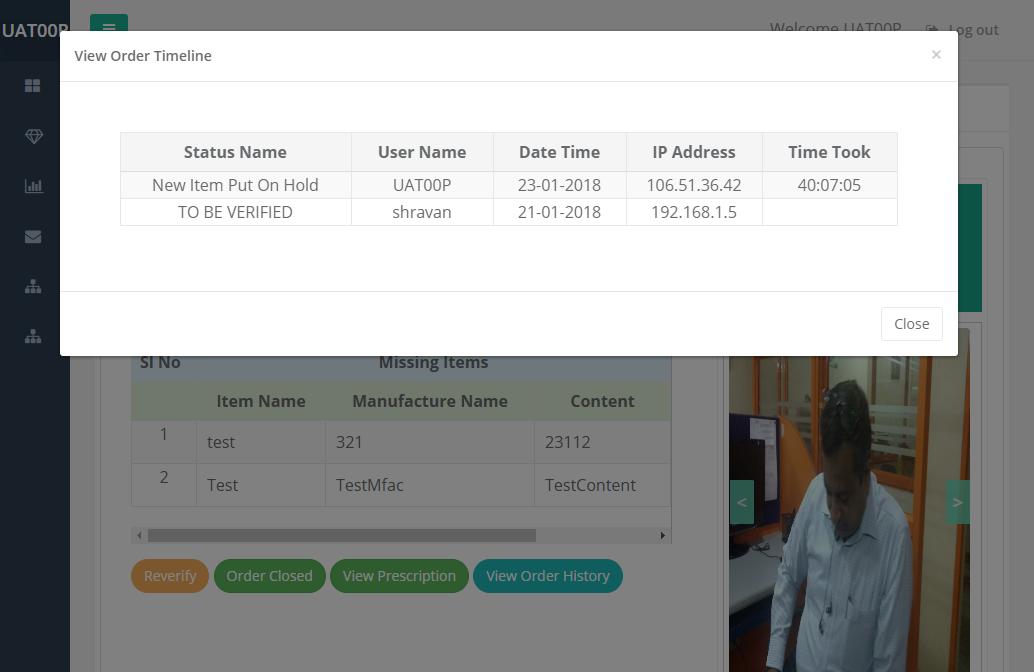 UAT00P
Welcome UAT00P Log out
View Order Timeline ×
Status Name User Name Date Time IP Address Time Took
New Item Put On Hold UAT00P 23-01-2018 106.51.36.42 40:07:05
TO BE VERIFIED shravan 21-01-2018 192.168.1.5
Close
Sl No Missing Items
Item Name Manufacture Name Content
1 test 321 23112
2 Test TestMfac TestContent
< >
Reverify Order Closed View Prescription View Order History